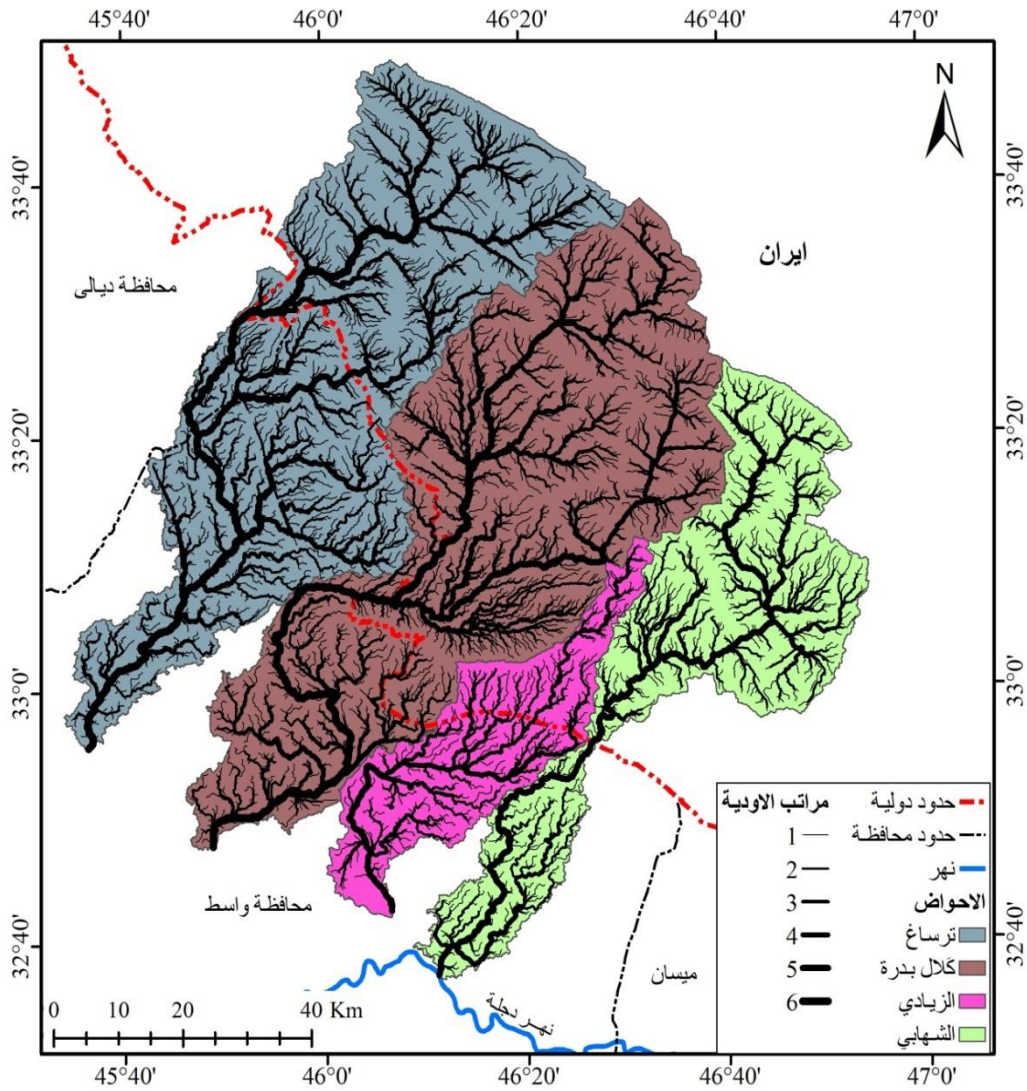 45°40' 46°0' 46°20' 46°40' 47°0'
N
33°40' 33°40'
ايران
محافظة ديالى
33°20' 33°20'
33°0' 33°0'
مراتب الاودية
1
2
3
4
5
6
حدود دولية
حدود محافظة
نهر
الاحواض
ترساغ
كلال بدرة
الزيادي
الشهابي
محافظة واسط
32°40' 32°40'
ميسان
نهر دجلة
0 10 20 40 Km
45°40' 46°0' 46°20' 46°40' 47°0'